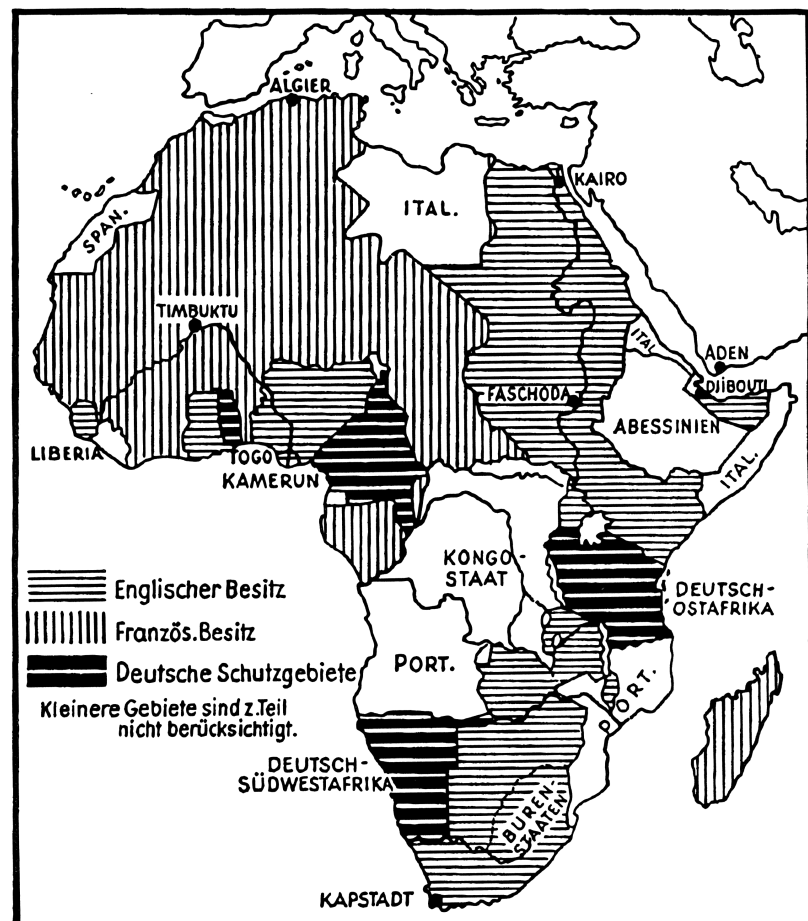 ALGIER
KAIRO
ITAL.
SPAN.
TIMBUKTU
ITAL.
ADEN
DJIBOUTI
FASCHODA
ABESSINIEN
LIBERIA
TOGO
KAMERUN
ITAL.
KONGO-
STAAT
Englischer Besitz
DEUTSCH-
OSTAFRIKA
Französ. Besitz
PORT.
Deutsche Schutzgebiete
PORT.
Kleinere Gebiete sind z. Teil
nicht berücksichtigt.
DEUTSCH-
SÜDWESTAFRIKA
BUREN-
STAATEN
KAPSTADT